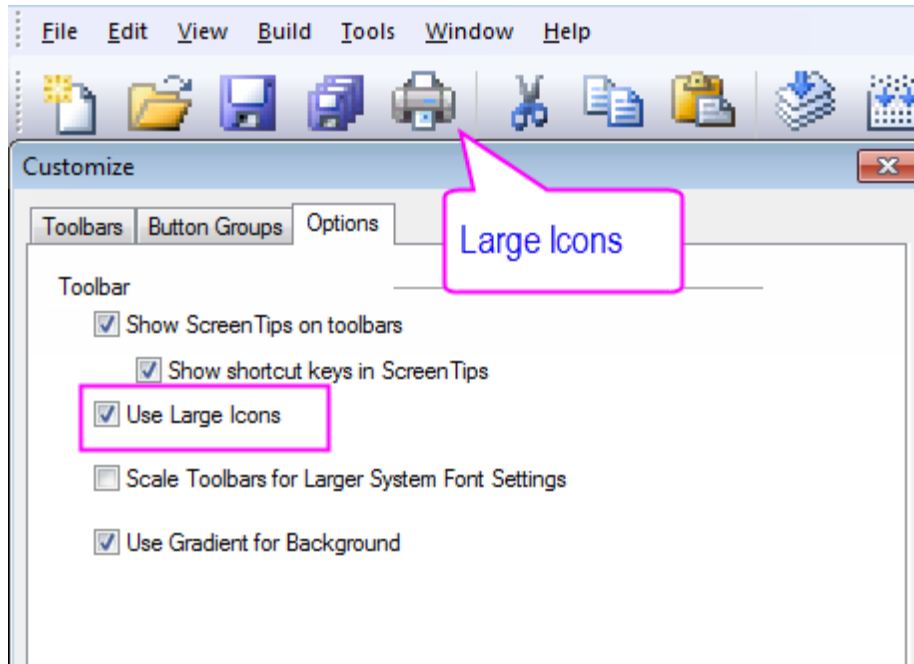 File Edit View Build Tools Window Help
Customize
Large Icons
Toolbars Button Groups Options
Toolbar
Show ScreenTips on toolbars
Show shortcut keys in ScreenTips
Use Large Icons
Scale Toolbars for Larger System Font Settings
Use Gradient for Background